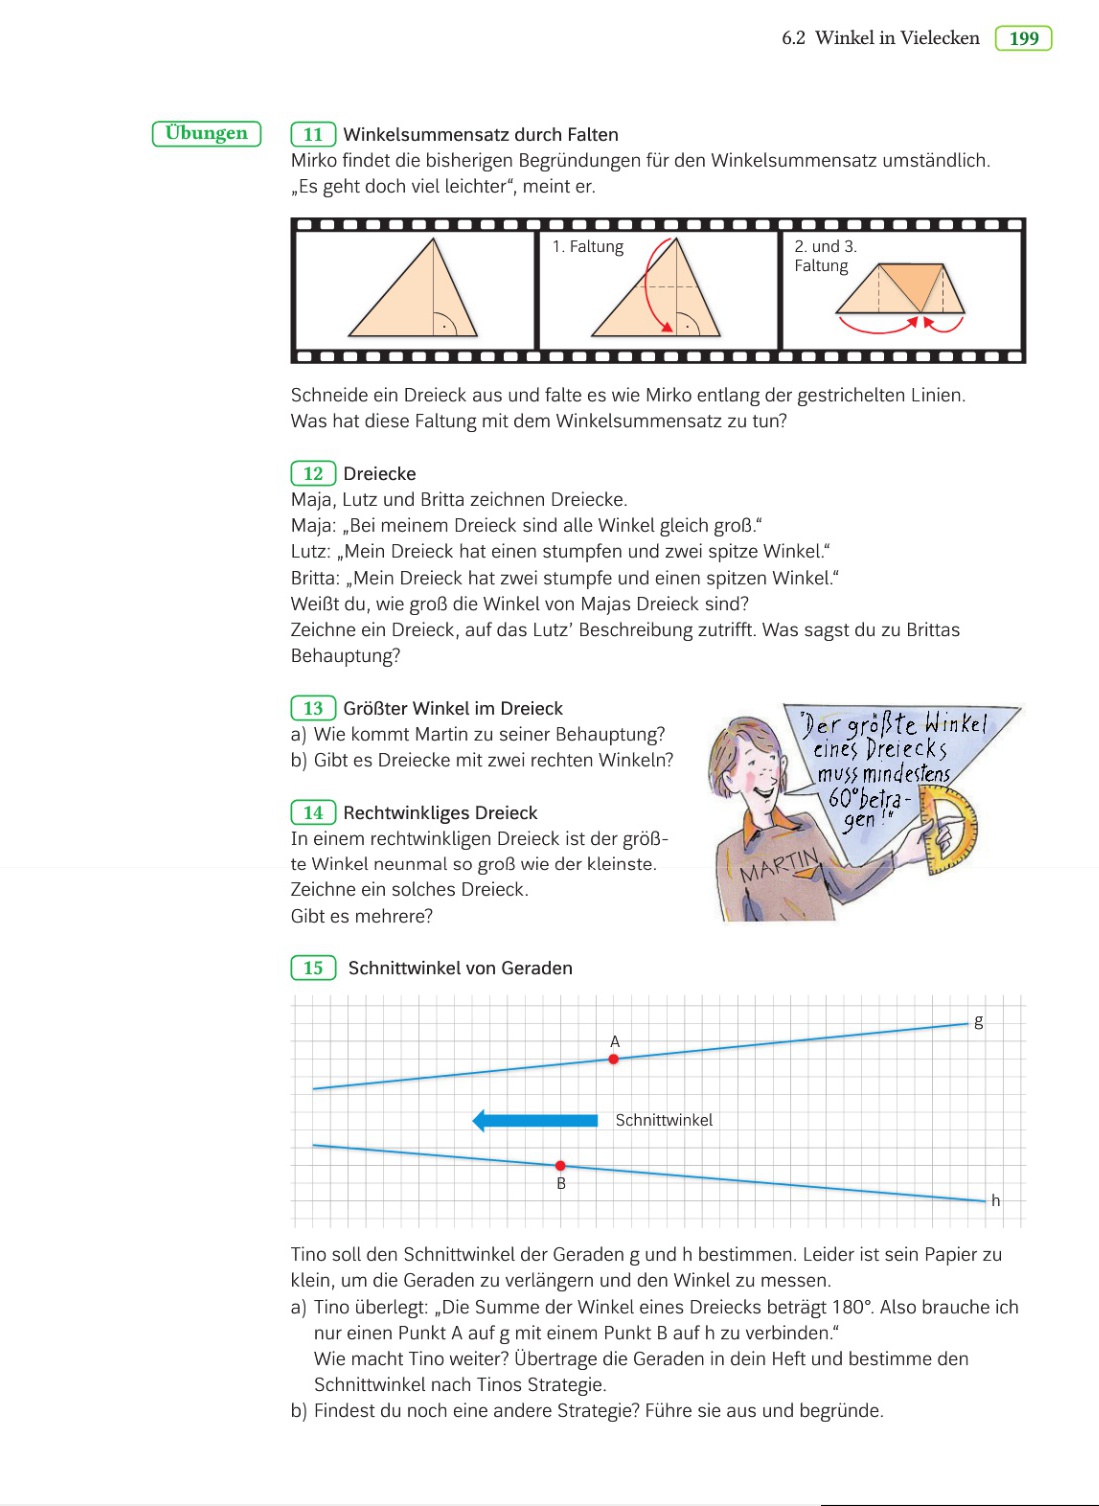 6.2 Winkel in Vielecken 199
Übungen
11 Winkelsummensatz durch Falten
Mirko findet die bisherigen Begründungen für den Winkelsummensatz umständlich.
„Es geht doch viel leichter“, meint er.
1. Faltung
2. und 3.
Faltung
Schneide ein Dreieck aus und falte es wie Mirko entlang der gestrichelten Linien.
Was hat diese Faltung mit dem Winkelsummensatz zu tun?
12 Dreiecke
Maja, Lutz und Britta zeichnen Dreiecke.
Maja: „Bei meinem Dreieck sind alle Winkel gleich groß.“
Lutz: „Mein Dreieck hat einen stumpfen und zwei spitze Winkel.“
Britta: „Mein Dreieck hat zwei stumpfe und einen spitzen Winkel.“
Weißt du, wie groß die Winkel von Majas Dreieck sind?
Zeichne ein Dreieck, auf das Lutz’ Beschreibung zutrifft. Was sagst du zu Brittas
Behauptung?
13 Größter Winkel im Dreieck
a) Wie kommt Martin zu seiner Behauptung?
b) Gibt es Dreiecke mit zwei rechten Winkeln?
"Der größte Winkel
eines Dreiecks
muss mindestens
60° betra-
gen!"
MARTIN
14 Rechtwinkliges Dreieck
In einem rechtwinkligen Dreieck ist der größ-
te Winkel neunmal so groß wie der kleinste.
Zeichne ein solches Dreieck.
Gibt es mehrere?
15 Schnittwinkel von Geraden
g
A
Schnittwinkel
B
h
Tino soll den Schnittwinkel der Geraden g und h bestimmen. Leider ist sein Papier zu
klein, um die Geraden zu verlängern und den Winkel zu messen.
a) Tino überlegt: „Die Summe der Winkel eines Dreiecks beträgt 180°. Also brauche ich
nur einen Punkt A auf g mit einem Punkt B auf h zu verbinden.“
Wie macht Tino weiter? Übertrage die Geraden in dein Heft und bestimme den
Schnittwinkel nach Tinos Strategie.
b) Findest du noch eine andere Strategie? Führe sie aus und begründe.